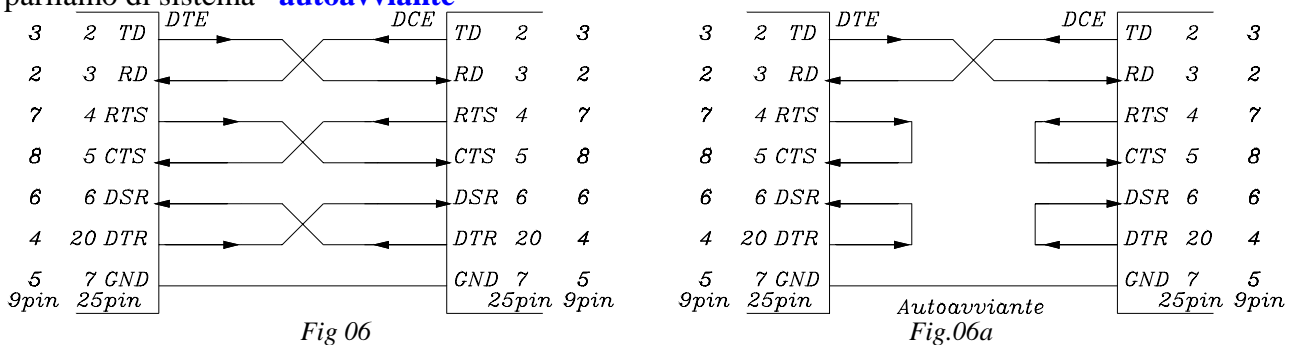 parliamo di sistema "autoavviante"
DTE DCE
3 2 TD TD 2 3
2 3 RD RD 3 2
7 4 RTS RTS 4 7
8 5 CTS CTS 5 8
6 6 DSR DSR 6 6
4 20 DTR DTR 20 4
5 7 GND GND 7 5
9pin 25pin 25pin 9pin
Fig 06
DTE DCE
3 2 TD TD 2 3
2 3 RD RD 3 2
7 4 RTS RTS 4 7
8 5 CTS CTS 5 8
6 6 DSR DSR 6 6
4 20 DTR DTR 20 4
5 7 GND GND 7 5
9pin 25pin Autoavviante 25pin 9pin
Fig.06a